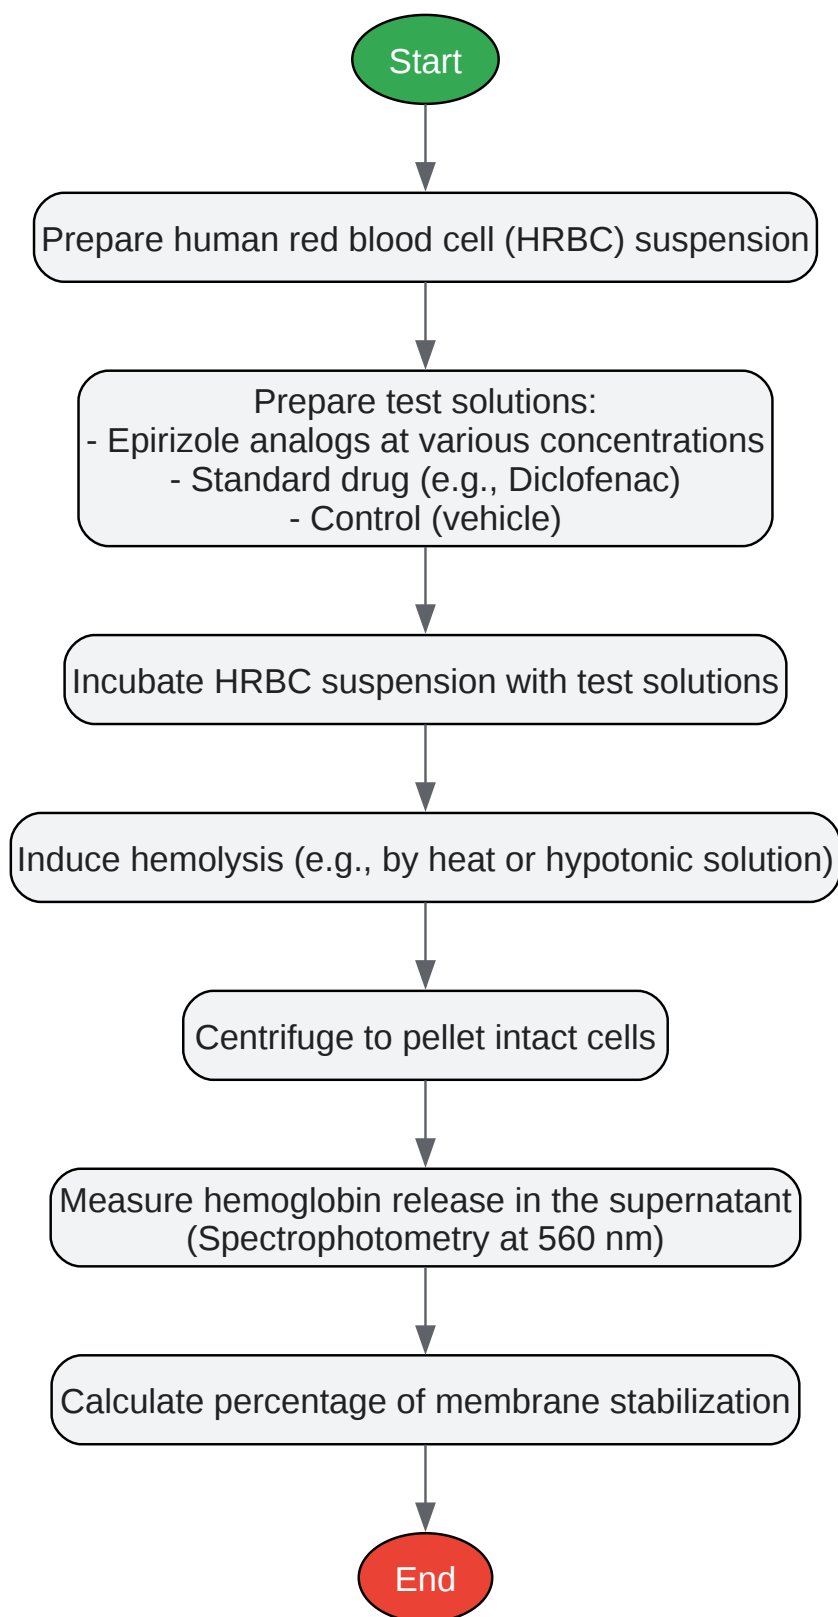 Start
Prepare human red blood cell (HRBC) suspension
Prepare test solutions:
- Epirizole analogs at various concentrations
- Standard drug (e.g., Diclofenac)
- Control (vehicle)
Incubate HRBC suspension with test solutions
Induce hemolysis (e.g., by heat or hypotonic solution)
Centrifuge to pellet intact cells
Measure hemoglobin release in the supernatant
(Spectrophotometry at 560 nm)
Calculate percentage of membrane stabilization
End